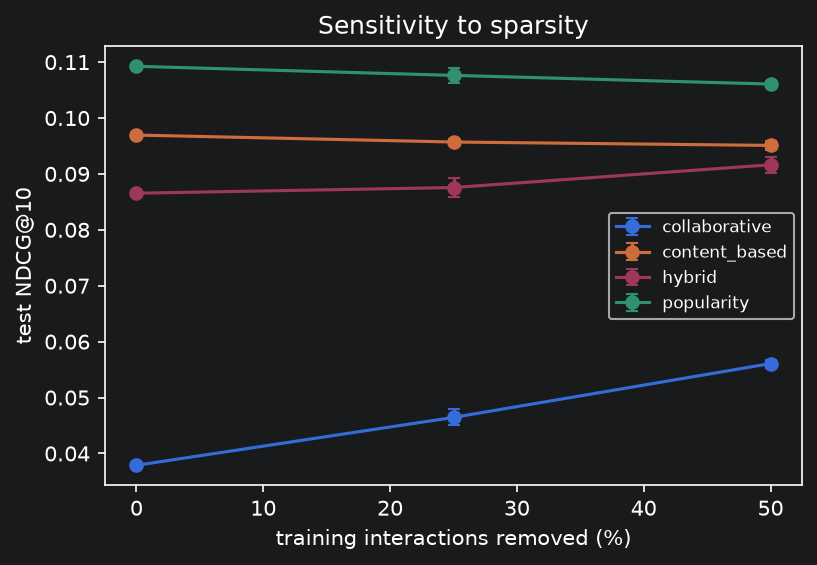 Sensitivity to sparsity
test NDCG@10
0.11
0.10
0.09
0.08
0.07
0.06
0.05
0.04
collaborative
content_based
hybrid
popularity
0
10
20
30
40
50
training interactions removed (%)